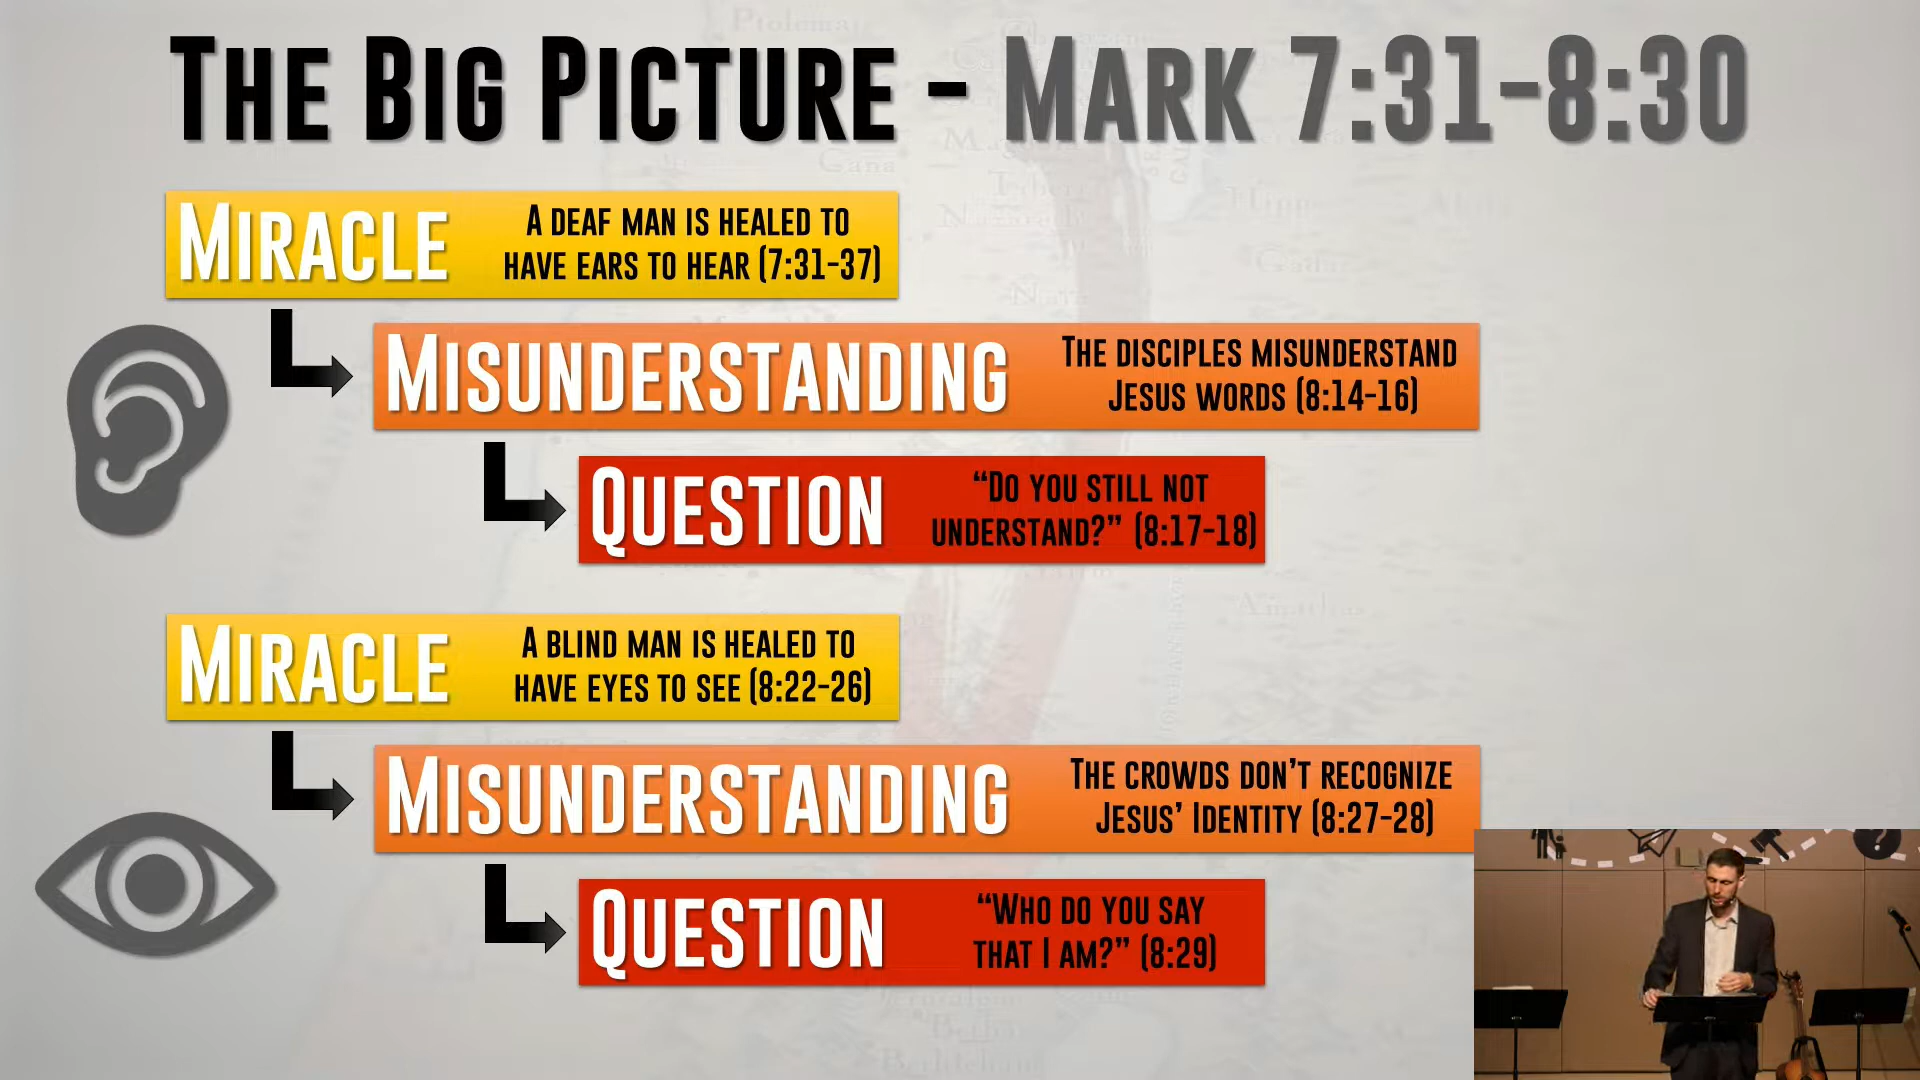 The Big Picture - Mark 7:31-8:30
Miracle
A deaf man is healed to
have ears to hear (7:31-37)
Misunderstanding
The disciples misunderstand
Jesus words (8:14-16)
Question
“Do you still not
understand?” (8:17-18)
Miracle
A blind man is healed to
have eyes to see (8:22-26)
Misunderstanding
The crowds don’t recognize
Jesus’ Identity (8:27-28)
Question
“Who do you say
that I am?” (8:29)
Cana
?